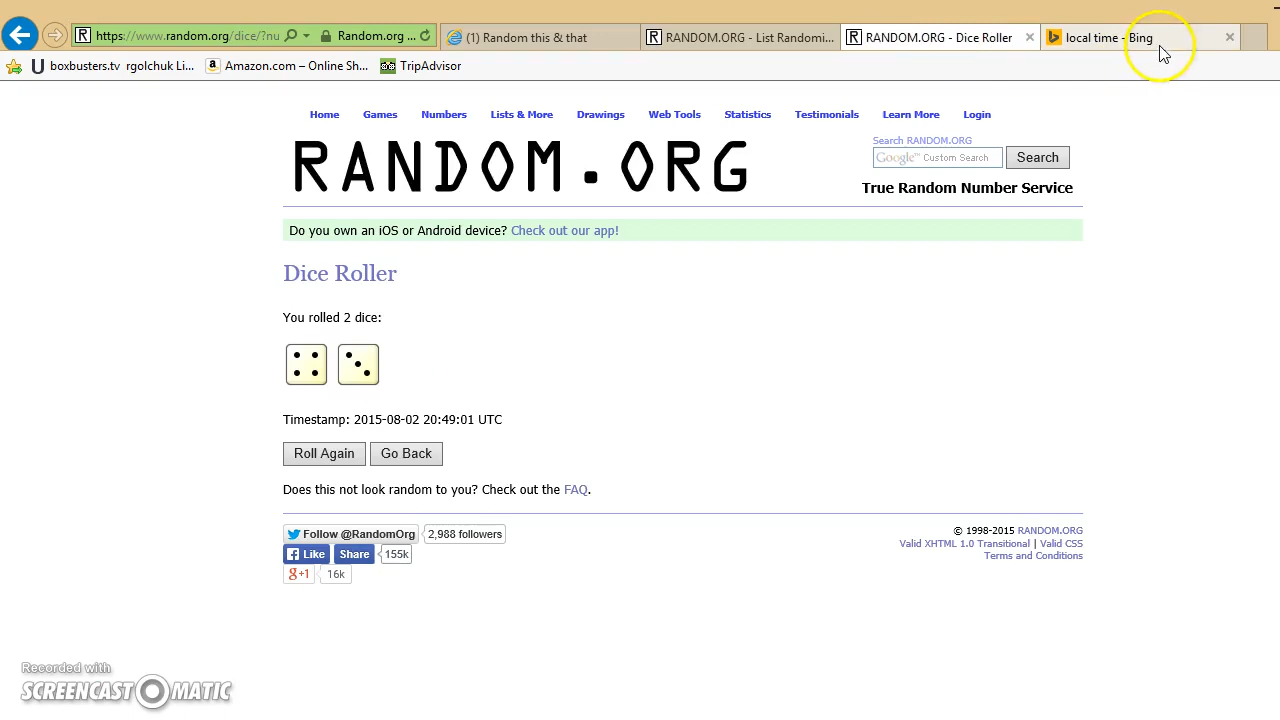 https://www.random.org/dice/?nu
Random.org ...
(1) Random this & that
RANDOM.ORG - List Randomi...
RANDOM.ORG - Dice Roller
local time - Bing
boxbusters.tv rgolchuk Li...
Amazon.com – Online Sh...
TripAdvisor
Home Games Numbers Lists & More Drawings Web Tools Statistics Testimonials Learn More Login
RANDOM.ORG
Search RANDOM.ORG
Google™ Custom Search
Search
True Random Number Service
Do you own an iOS or Android device? Check out our app!
Dice Roller
You rolled 2 dice:
Timestamp: 2015-08-02 20:49:01 UTC
Roll Again Go Back
Does this not look random to you? Check out the FAQ.
Follow @RandomOrg 2,988 followers
Like Share 155k
g+1 16k
© 1998-2015 RANDOM.ORG
Valid XHTML 1.0 Transitional | Valid CSS
Terms and Conditions
Recorded with
SCREENCAST O MATIC